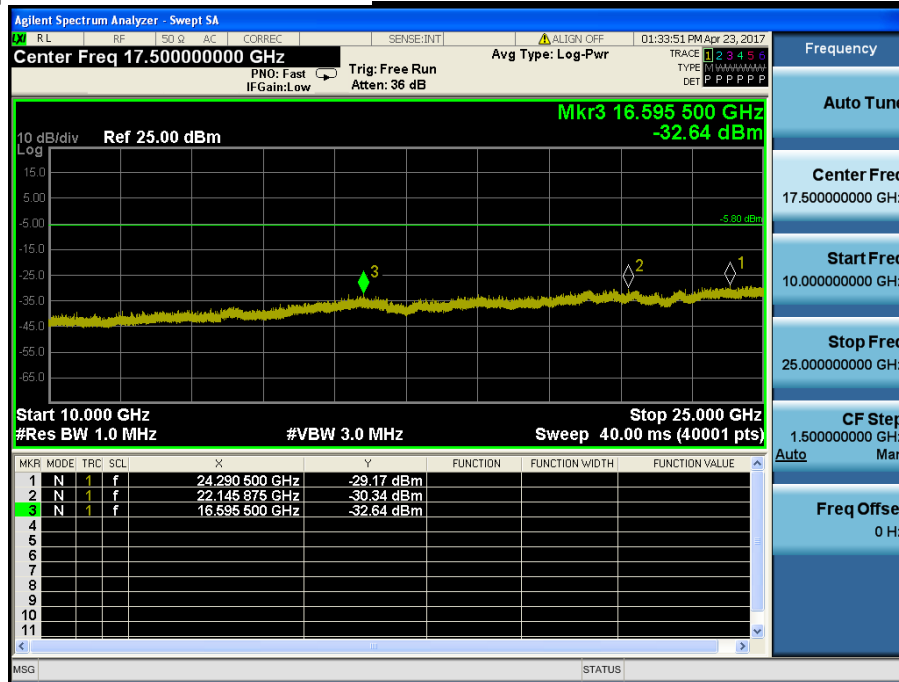 Agilent Spectrum Analyzer - Swept SA
LXI RL RF 50 Ω AC CORREC SENSE:INT ALIGN OFF 01:33:51 PM Apr 23, 2017
Center Freq 17.500000000 GHz Avg Type: Log-Pwr TRACE 1 2 3 4 5 6
PNO: Fast Trig: Free Run TYPE M WWWWW
IFGain:Low Atten: 36 dB DET P P P P P P
Mkr3 16.595 500 GHz
10 dB/div Ref 25.00 dBm -32.64 dBm
Log
15.0
5.00
-5.00 -5.80 dBm
-15.0
-25.0 3 2 1
-35.0
-45.0
-55.0
-65.0
Start 10.000 GHz Stop 25.000 GHz
#Res BW 1.0 MHz #VBW 3.0 MHz Sweep 40.00 ms (40001 pts)
MKR MODE TRC SCL X Y FUNCTION FUNCTION WIDTH FUNCTION VALUE
1 N 1 f 24.290 500 GHz -29.17 dBm
2 N 1 f 22.145 875 GHz -30.34 dBm
3 N 1 f 16.595 500 GHz -32.64 dBm
4
5
6
7
8
9
10
11
MSG STATUS
Frequency
Auto Tune
Center Freq
17.500000000 GHz
Start Freq
10.000000000 GHz
Stop Freq
25.000000000 GHz
CF Step
1.500000000 GHz
Auto Man
Freq Offset
0 Hz